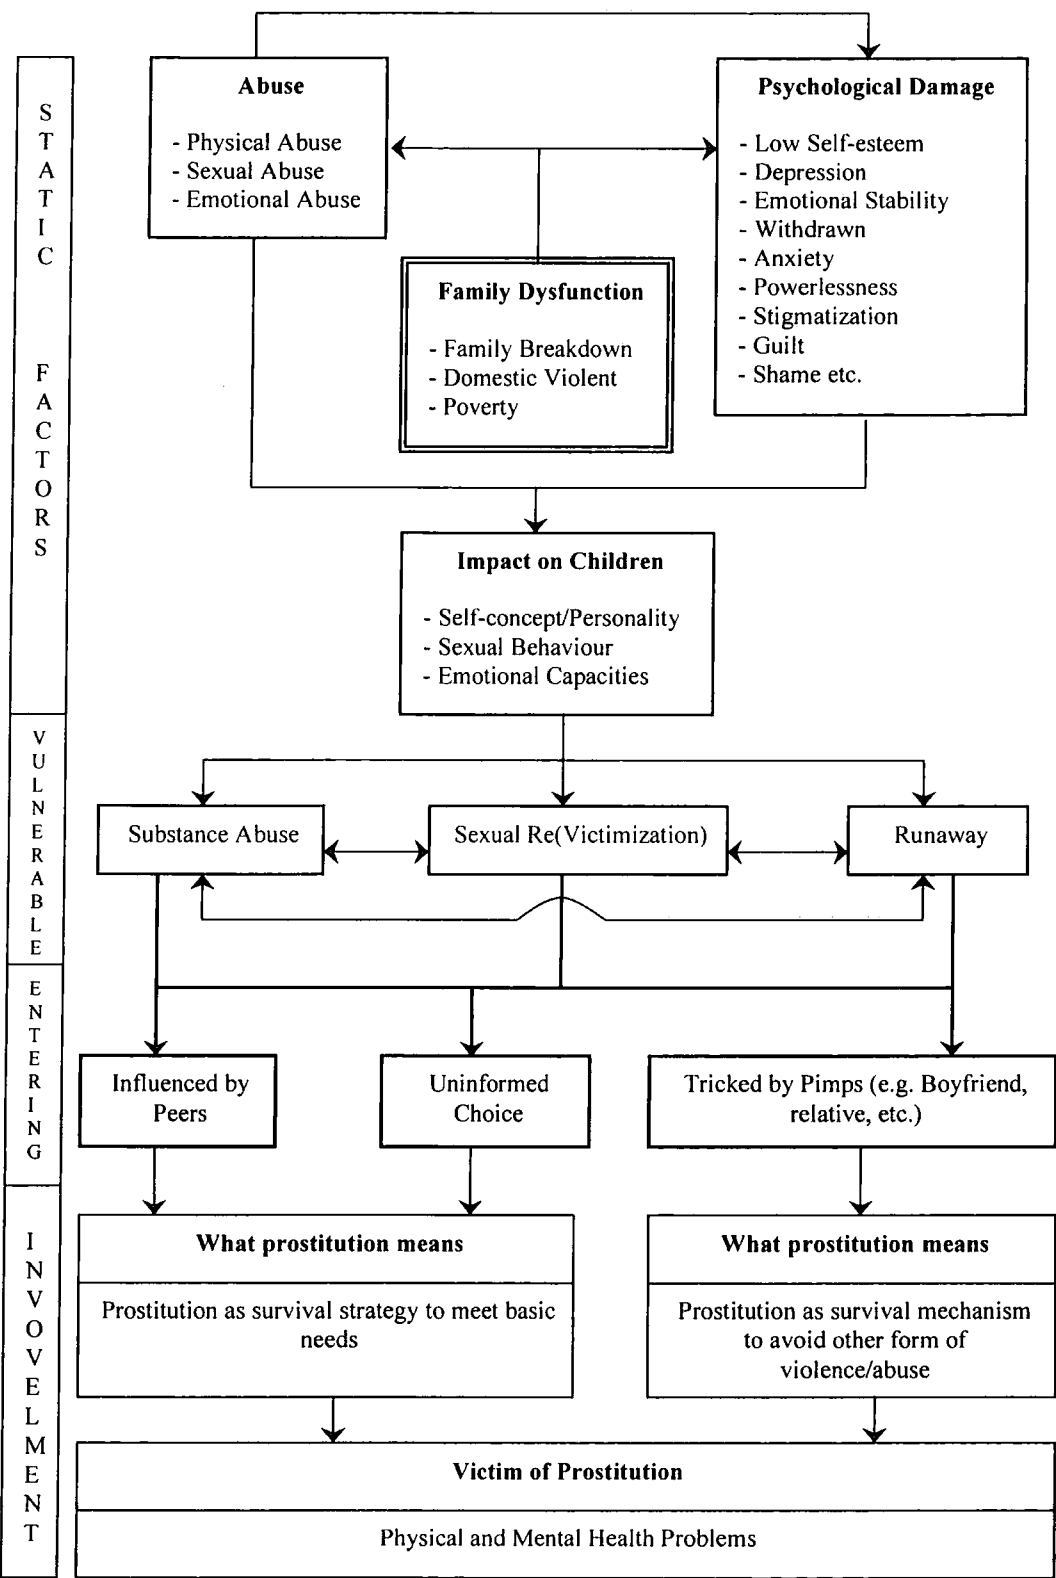 STATIC FACTORS
Abuse
- Physical Abuse
- Sexual Abuse
- Emotional Abuse
Psychological Damage
- Low Self-esteem
- Depression
- Emotional Stability
- Withdrawn
- Anxiety
- Powerlessness
- Stigmatization
- Guilt
- Shame etc.
Family Dysfunction
- Family Breakdown
- Domestic Violent
- Poverty
Impact on Children
- Self-concept/Personality
- Sexual Behaviour
- Emotional Capacities
VULNERABLE
Substance Abuse
Sexual Re(Victimization)
Runaway
ENTERING
Influenced by
Peers
Uninformed
Choice
Tricked by Pimps (e.g. Boyfriend,
relative, etc.)
INVOVELMENT
What prostitution means
Prostitution as survival strategy to meet basic
needs
What prostitution means
Prostitution as survival mechanism
to avoid other form of
violence/abuse
Victim of Prostitution
Physical and Mental Health Problems